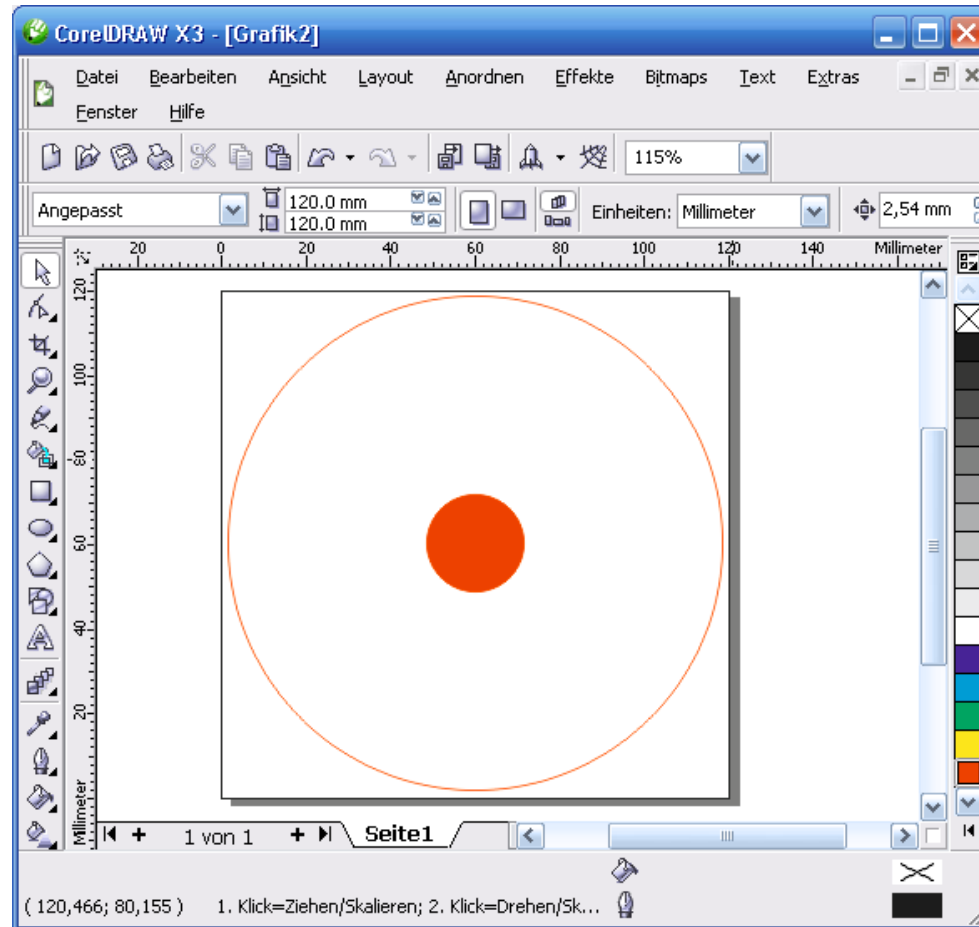 CorelDRAW X3 - [Grafik2]
Datei Bearbeiten Ansicht Layout Anordnen Effekte Bitmaps Text Extras
Fenster Hilfe
115%
Angepasst 120.0 mm Einheiten: Millimeter 2,54 mm
120.0 mm
20 0 20 40 60 80 100 120 140 Millimeter
120
100
80
60
40
20
Millimeter
1 von 1 Seite1
( 120,466; 80,155 ) 1. Klick=Ziehen/Skalieren; 2. Klick=Drehen/Sk...